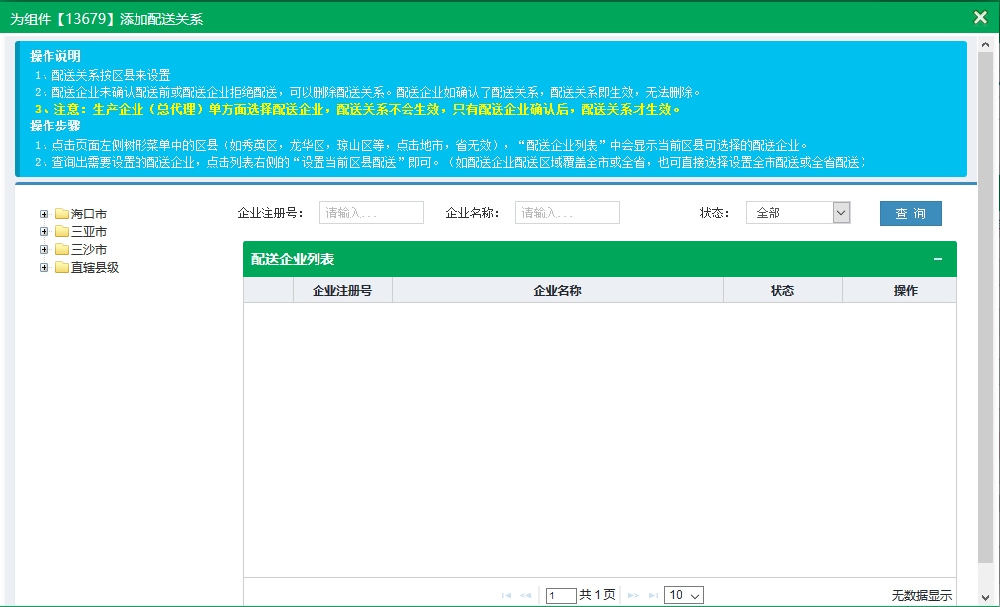 为组件【13679】添加配送关系
操作说明
1、配送关系按区县来设置
2、配送企业未确认配送前或配送企业拒绝配送，可以删除配送关系。配送企业如确认了配送关系，配送关系即生效，无法删除。
3、注意：生产企业（总代理）单方面选择配送企业，配送关系不会生效，只有配送企业确认后，配送关系才生效。
操作步骤
1、点击页面左侧树形菜单中的区县（如秀英区，龙华区，琼山区等，点击地市，省无效），“配送企业列表”中会显示当前区县可选择的配送企业。
2、查询出需要设置的配送企业，点击列表右侧的“设置当前区县配送”即可。（如配送企业配送区域覆盖全市或全省，也可直接选择设置全市配送或全省配送）
海口市
三亚市
三沙市
直辖县级
企业注册号： 请输入... 企业名称： 请输入... 状态： 全部 查 询
配送企业列表
企业注册号 企业名称 状态 操作
1 共 1 页 10 无数据显示